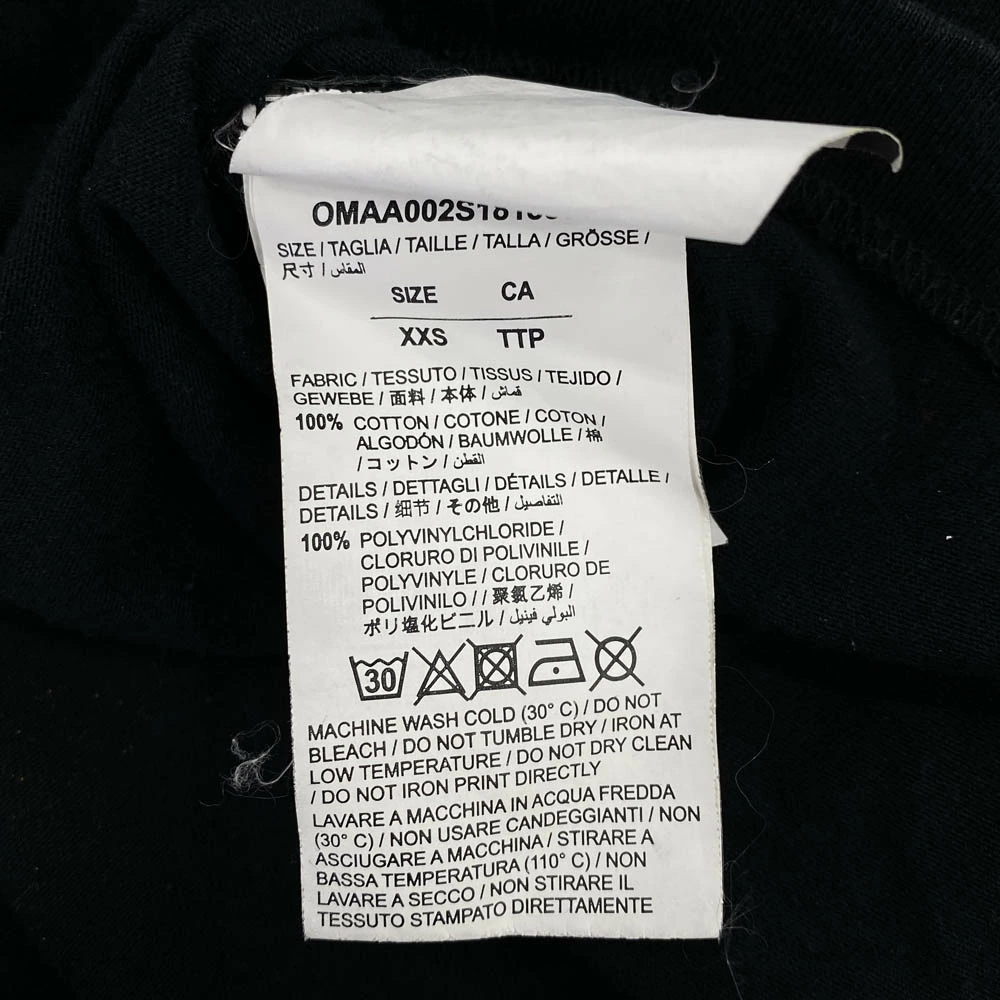 OMAA002S18
SIZE / TAGLIA / TAILLE / TALLA / GRÖSSE /
尺寸 / المقاس
SIZE CA
XXS TTP
FABRIC / TESSUTO / TISSUS / TEJIDO /
GEWEBE / 面料 / 本体 / قماش
100% COTTON / COTONE / COTON /
ALGODÓN / BAUMWOLLE / 棉
/ コットン / القطن
DETAILS / DETTAGLI / DÉTAILS / DETALLE /
DETAILS / 细节 / その他 / التفاصيل
100% POLYVINYLCHLORIDE /
CLORURO DI POLIVINILE /
POLYVINYLE / CLORURO DE
POLIVINILO / / 聚氯乙烯 /
ポリ塩化ビニル / البولي فينيل
30
MACHINE WASH COLD (30° C) / DO NOT
BLEACH / DO NOT TUMBLE DRY / IRON AT
LOW TEMPERATURE / DO NOT DRY CLEAN
/ DO NOT IRON PRINT DIRECTLY
LAVARE A MACCHINA IN ACQUA FREDDA
(30° C) / NON USARE CANDEGGIANTI / NON
ASCIUGARE A MACCHINA / STIRARE A
BASSA TEMPERATURA (110° C) / NON
LAVARE A SECCO / NON STIRARE IL
TESSUTO STAMPATO DIRETTAMENTE